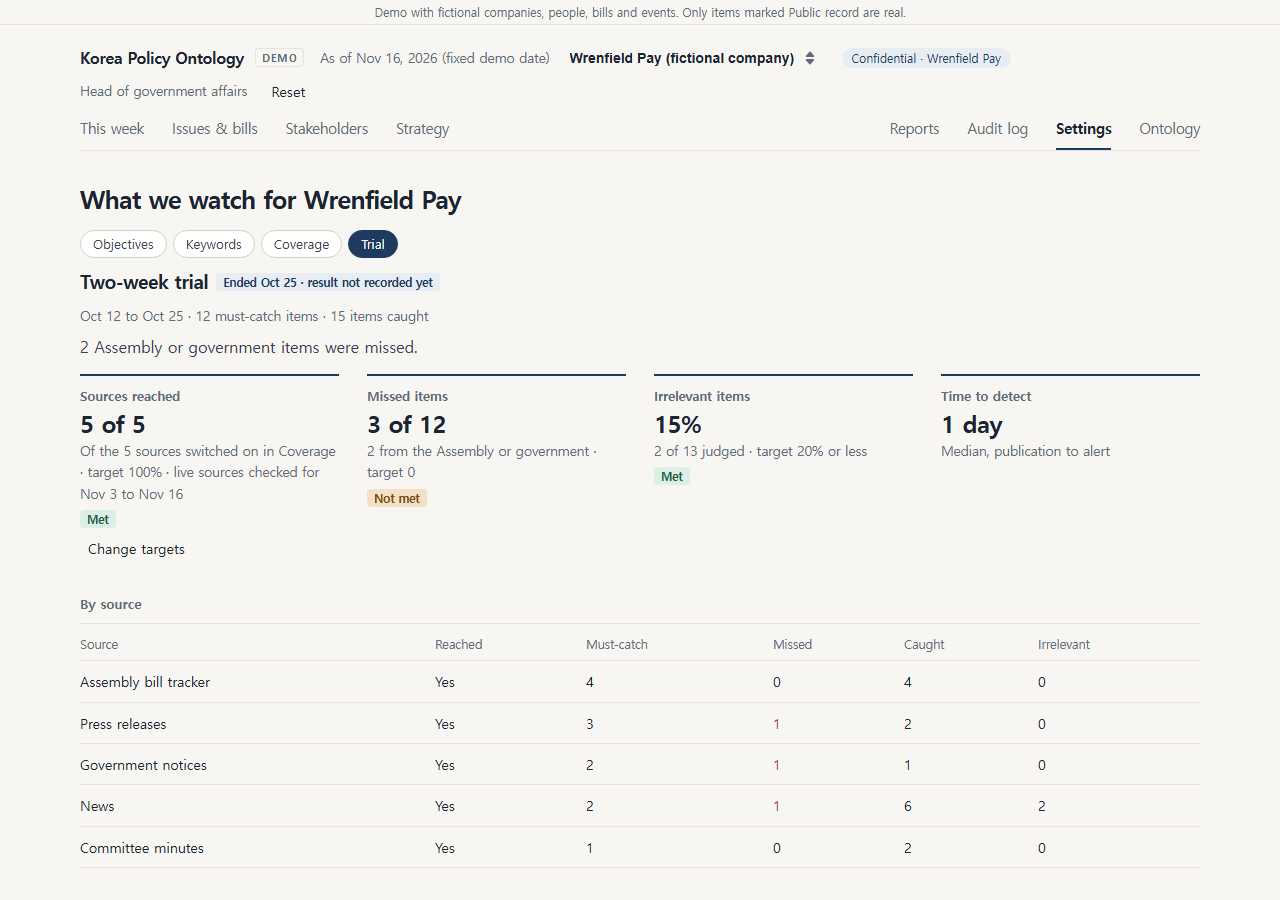 Demo with fictional companies, people, bills and events. Only items marked Public record are real.
Korea Policy Ontology DEMO As of Nov 16, 2026 (fixed demo date) Wrenfield Pay (fictional company) Confidential · Wrenfield Pay
Head of government affairs Reset
This week Issues & bills Stakeholders Strategy Reports Audit log Settings Ontology
What we watch for Wrenfield Pay
Objectives Keywords Coverage Trial
Two-week trial Ended Oct 25 · result not recorded yet
Oct 12 to Oct 25 · 12 must-catch items · 15 items caught
2 Assembly or government items were missed.
Sources reached
5 of 5
Of the 5 sources switched on in Coverage
· target 100% · live sources checked for
Nov 3 to Nov 16
Met
Missed items
3 of 12
2 from the Assembly or government ·
target 0
Not met
Irrelevant items
15%
2 of 13 judged · target 20% or less
Met
Time to detect
1 day
Median, publication to alert
Change targets
By source
Source Reached Must-catch Missed Caught Irrelevant
Assembly bill tracker Yes 4 0 4 0
Press releases Yes 3 1 2 0
Government notices Yes 2 1 1 0
News Yes 2 1 6 2
Committee minutes Yes 1 0 2 0